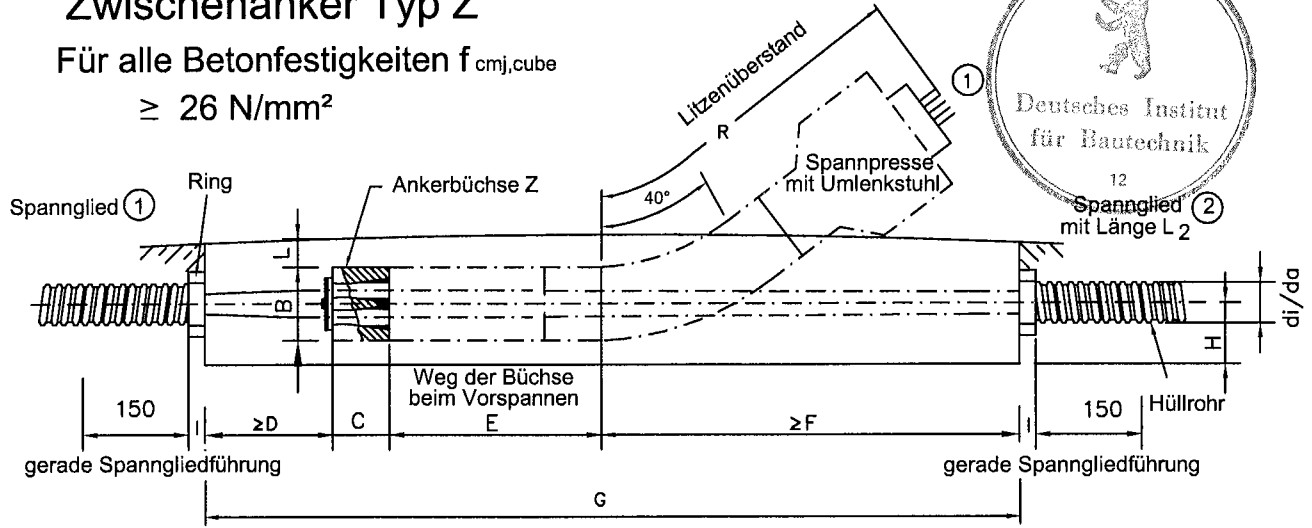 Zwischenanker Typ Z
Für alle Betonfestigkeiten f cmj,cube
≥ 26 N/mm²
Litzenüberstand
R
1
Deutsches Institut
für Bautechnik
12
Spannpresse
mit Umlenkstuhl
40°
Ring
Ankerbüchse Z
Spannglied 1
Spannglied 2
mit Länge L2
L
B
di/da
H
Weg der Büchse
beim Vorspannen
Hüllrohr
150
I
≥D
C
E
≥F
I
150
gerade Spanngliedführung
gerade Spanngliedführung
G